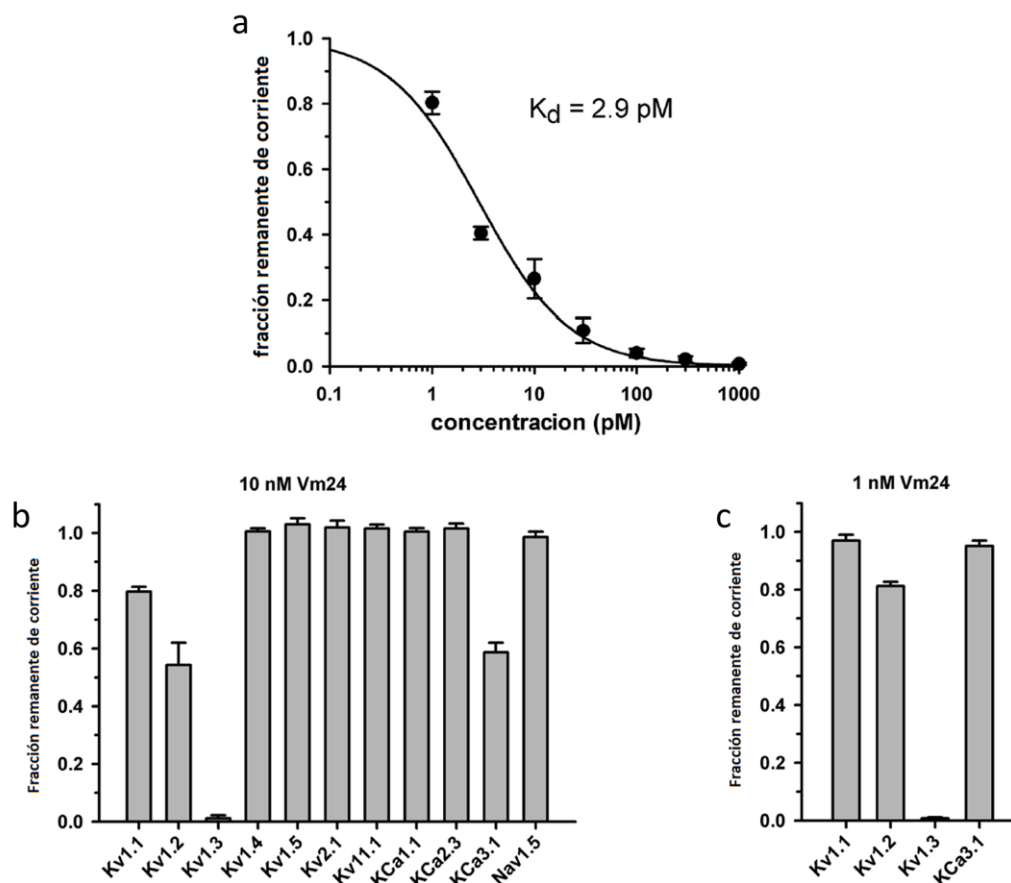 a
fracción remanente de corriente
1.0
0.8
0.6
0.4
0.2
0.0
Kd = 2.9 pM
0.1 1 10 100 1000
concentracion (pM)
b
10 nM Vm24
Fracción remanente de corriente
1.0
0.8
0.6
0.4
0.2
0.0
Kv1.1 Kv1.2 Kv1.3 Kv1.4 Kv1.5 Kv2.1 Kv11.1 KCa1.1 KCa2.3 KCa3.1 Nav1.5
c
1 nM Vm24
Fracción remanente de corriente
1.0
0.8
0.6
0.4
0.2
0.0
Kv1.1 Kv1.2 Kv1.3 KCa3.1